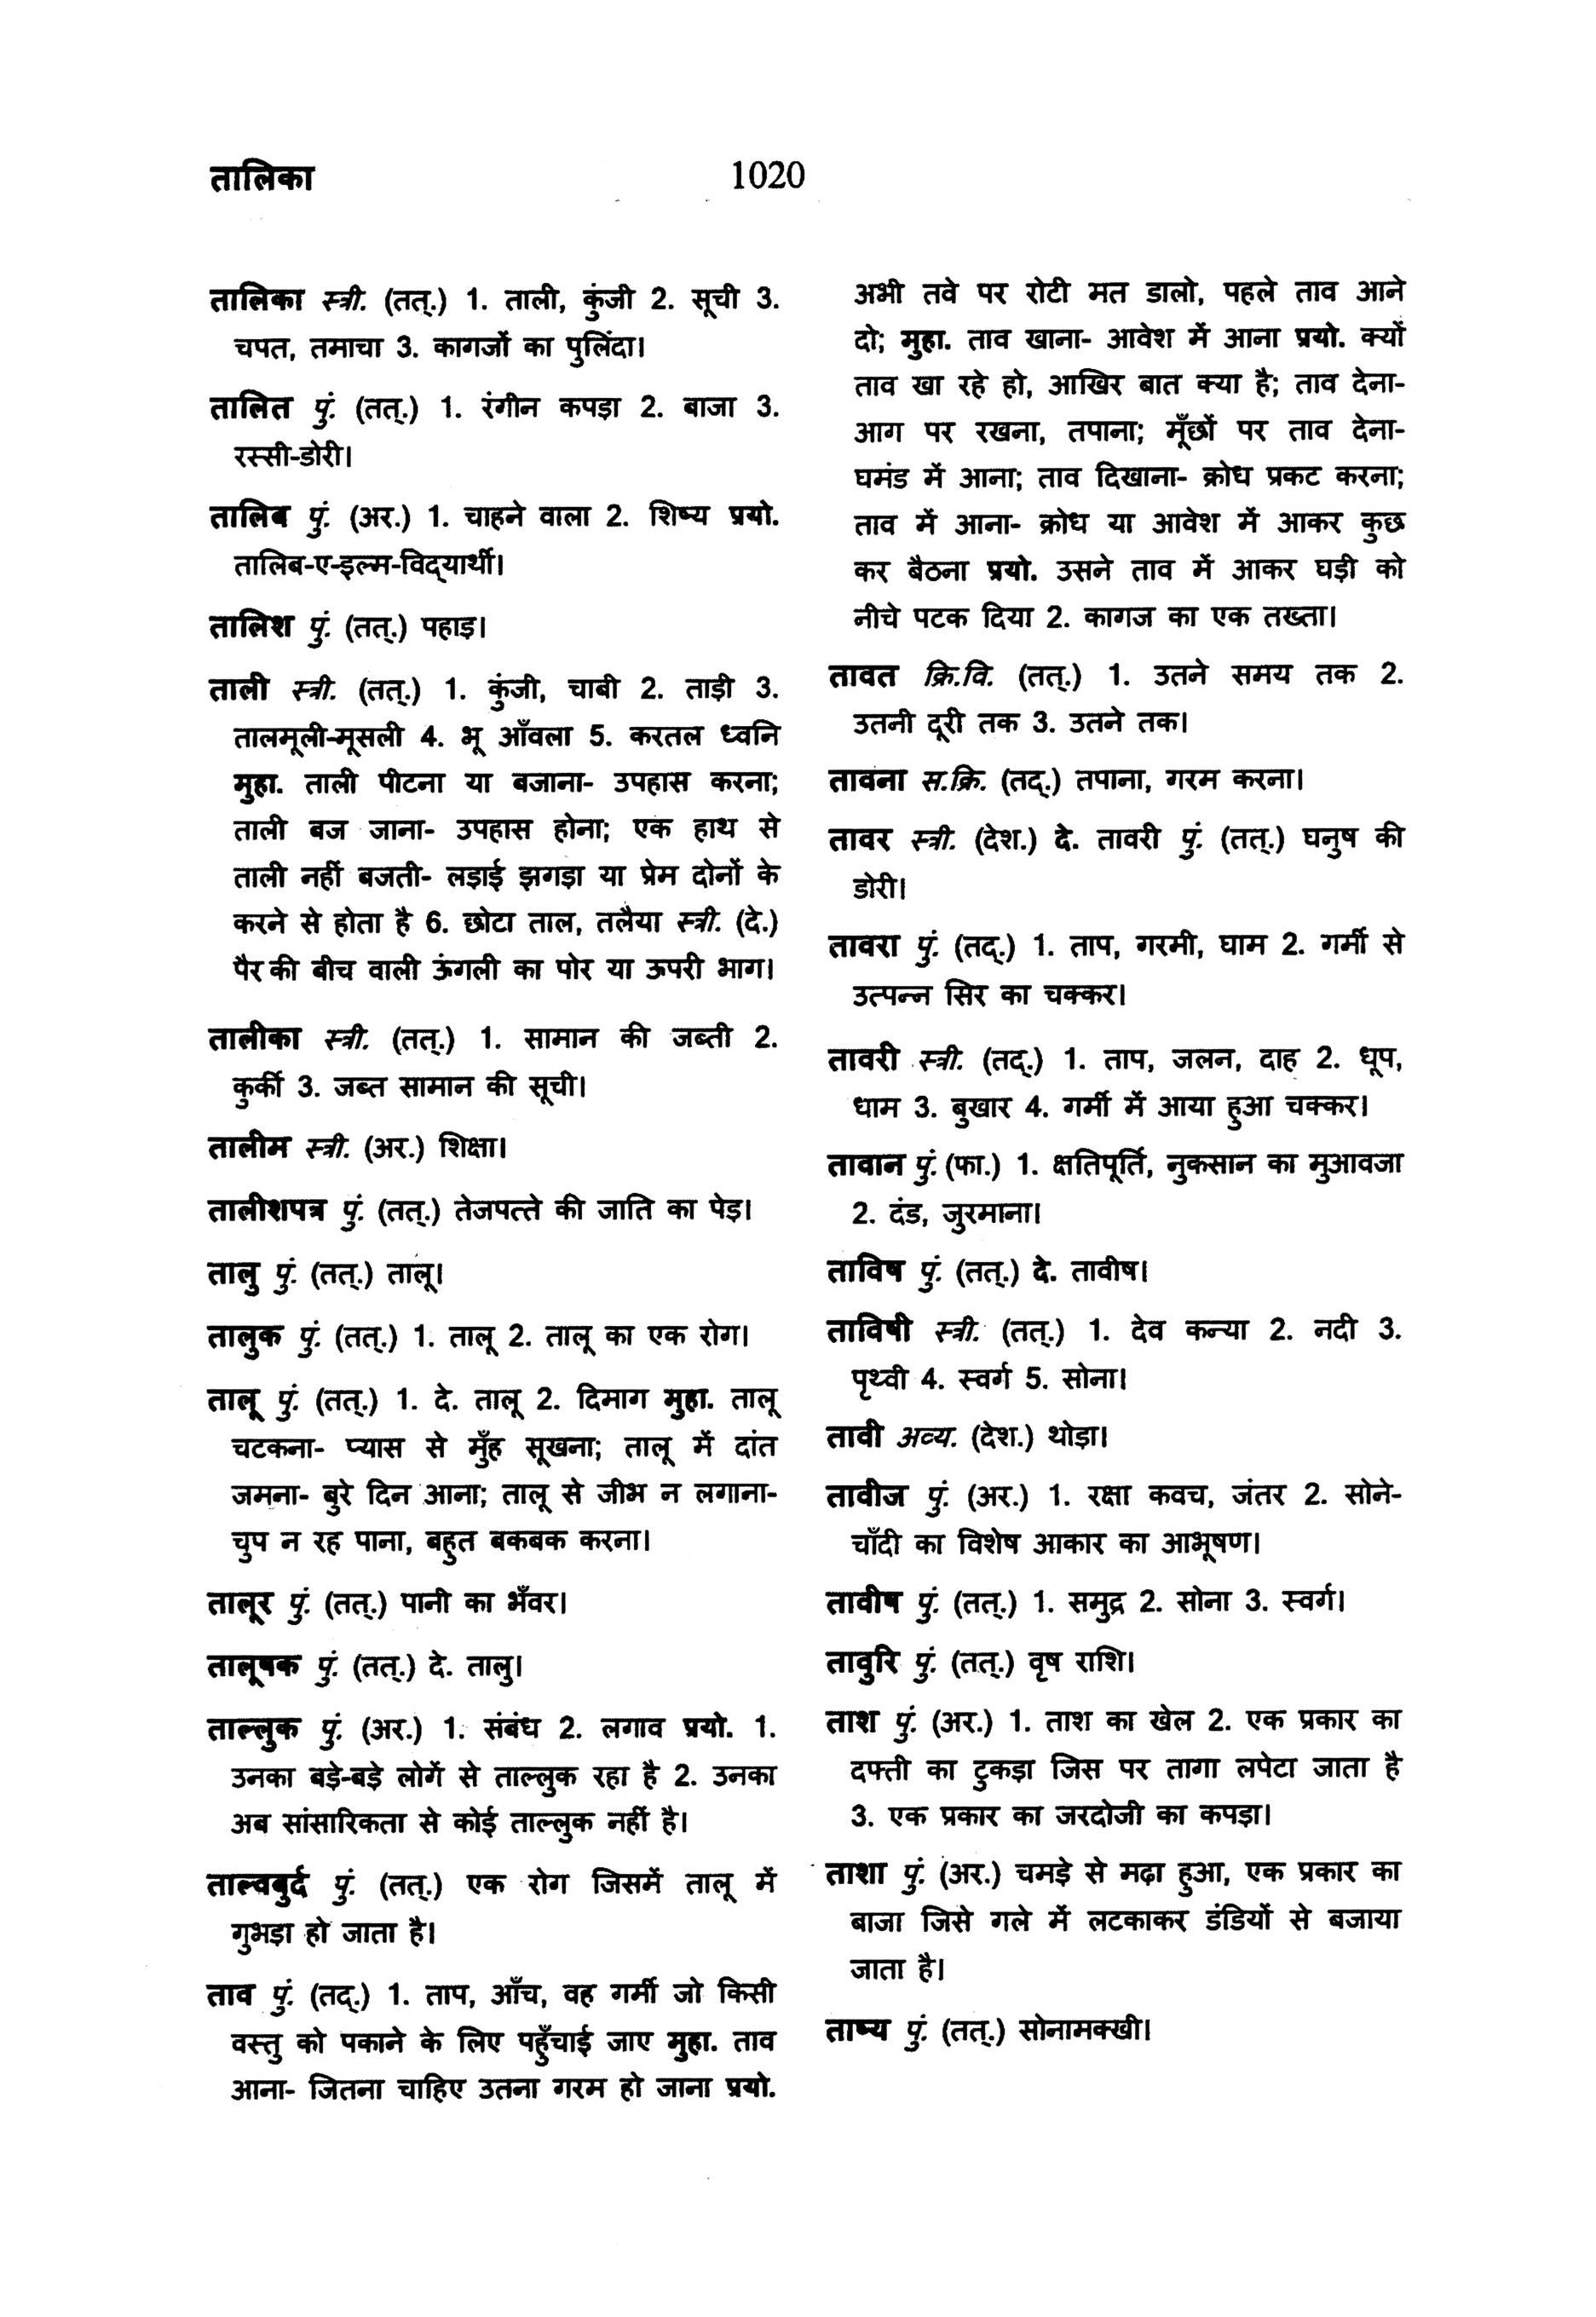 तालिका
1020
तालिका स्त्री. (तत्.) 1. ताली, कुंजी 2. सूची 3.
चपत, तमाचा 3. कागजों का पुलिंदा।
तालित पुं. (तत्.) 1. रंगीन कपड़ा 2. बाजा 3.
रस्सी-डोरी।
तालिब पुं. (अर.) 1. चाहने वाला 2. शिष्य प्रयो.
तालिब-ए-इल्म-विद्यार्थी।
तालिश पुं. (तत्.) पहाड़।
ताली स्त्री. (तत्.) 1. कुंजी, चाबी 2. ताड़ी 3.
तालमूली-मूसली 4. भू आँवला 5. करतल ध्वनि
मुहा. ताली पीटना या बजाना- उपहास करना;
ताली बज जाना- उपहास होना; एक हाथ से
ताली नहीं बजती- लड़ाई झगड़ा या प्रेम दोनों के
करने से होता है 6. छोटा ताल, तलैया स्त्री. (दे.)
पैर की बीच वाली ऊंगली का पोर या ऊपरी भाग।
तालीका स्त्री. (तत्.) 1. सामान की जब्ती 2.
कुर्की 3. जब्त सामान की सूची।
तालीम स्त्री. (अर.) शिक्षा।
तालीशपत्र पुं. (तत्.) तेजपत्ते की जाति का पेड़।
तालु पुं. (तत्.) तालू।
तालुक पुं. (तत्.) 1. तालू 2. तालू का एक रोग।
तालू पुं. (तत्.) 1. दे. तालू 2. दिमाग मुहा. तालू
चटकना- प्यास से मुँह सूखना; तालू में दांत
जमना- बुरे दिन आना; तालू से जीभ न लगाना-
चुप न रह पाना, बहुत बकबक करना।
तालूर पुं. (तत्.) पानी का भँवर।
तालूषक पुं. (तत्.) दे. तालु।
ताल्लुक पुं. (अर.) 1. संबंध 2. लगाव प्रयो. 1.
उनका बड़े-बड़े लोगें से ताल्लुक रहा है 2. उनका
अब सांसारिकता से कोई ताल्लुक नहीं है।
ताल्वबुर्द पुं. (तत्.) एक रोग जिसमें तालू में
गुभड़ा हो जाता है।
ताव पुं. (तद्.) 1. ताप, आँच, वह गर्मी जो किसी
वस्तु को पकाने के लिए पहुँचाई जाए मुहा. ताव
आना- जितना चाहिए उतना गरम हो जाना प्रयो.
अभी तवे पर रोटी मत डालो, पहले ताव आने
दो; मुहा. ताव खाना- आवेश में आना प्रयो. क्यों
ताव खा रहे हो, आखिर बात क्या है; ताव देना-
आग पर रखना, तपाना; मूँछों पर ताव देना-
घमंड में आना; ताव दिखाना- क्रोध प्रकट करना;
ताव में आना- क्रोध या आवेश में आकर कुछ
कर बैठना प्रयो. उसने ताव में आकर घड़ी को
नीचे पटक दिया 2. कागज का एक तख्ता।
तावत क्रि.वि. (तत्.) 1. उतने समय तक 2.
उतनी दूरी तक 3. उतने तक।
तावना स.क्रि. (तद्.) तपाना, गरम करना।
तावर स्त्री. (देश.) दे. तावरी पुं. (तत्.) घनुष की
डोरी।
तावरा पुं. (तद्.) 1. ताप, गरमी, घाम 2. गर्मी से
उत्पन्न सिर का चक्कर।
तावरी स्त्री. (तद्.) 1. ताप, जलन, दाह 2. धूप,
धाम 3. बुखार 4. गर्मी में आया हुआ चक्कर।
तावान पुं. (फा.) 1. क्षतिपूर्ति, नुकसान का मुआवजा
2. दंड, जुरमाना।
ताविष पुं. (तत्.) दे. तावीष।
ताविषी स्त्री. (तत्.) 1. देव कन्या 2. नदी 3.
पृथ्वी 4. स्वर्ग 5. सोना।
तावी अव्य. (देश.) थोड़ा।
तावीज पुं. (अर.) 1. रक्षा कवच, जंतर 2. सोने-
चाँदी का विशेष आकार का आभूषण।
तावीष पुं. (तत्.) 1. समुद्र 2. सोना 3. स्वर्ग।
तावुरि पुं. (तत्.) वृष राशि।
ताश पुं. (अर.) 1. ताश का खेल 2. एक प्रकार का
दफ्ती का टुकड़ा जिस पर तागा लपेटा जाता है
3. एक प्रकार का जरदोजी का कपड़ा।
ताशा पुं. (अर.) चमड़े से मढ़ा हुआ, एक प्रकार का
बाजा जिसे गले में लटकाकर डंडियों से बजाया
जाता है।
ताष्य पुं. (तत्.) सोनामक्खी।